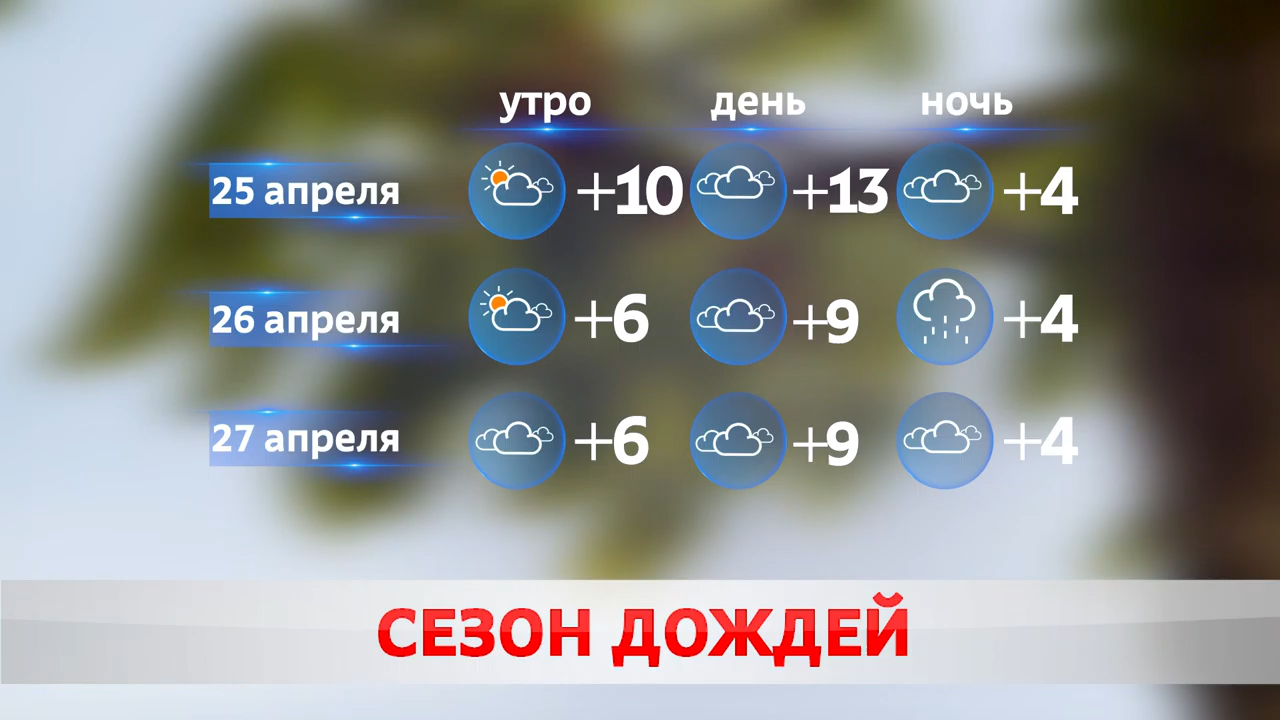 утро день ночь
25 апреля +10 +13 +4
26 апреля +6 +9 +4
27 апреля +6 +9 +4
СЕЗОН ДОЖДЕЙ